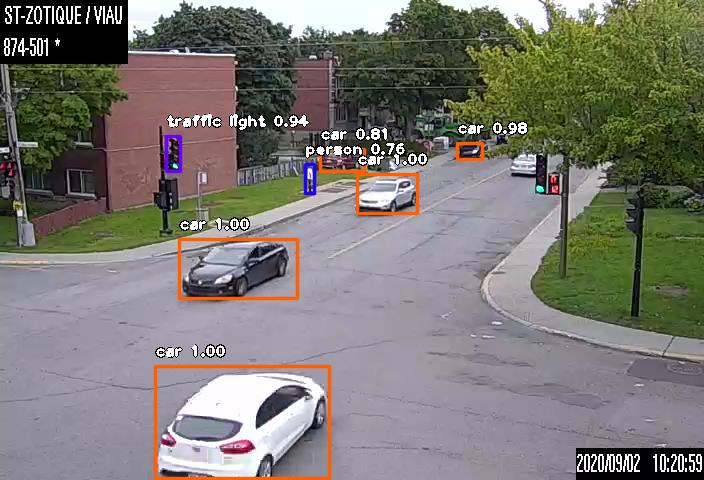 ST-ZOTIQUE / VIAU
874-501 *
traffic light 0.94
car 0.81
car 0.98
person 0.76
car 1.00
car 1.00
car 1.00
2020/09/02 10:20:59